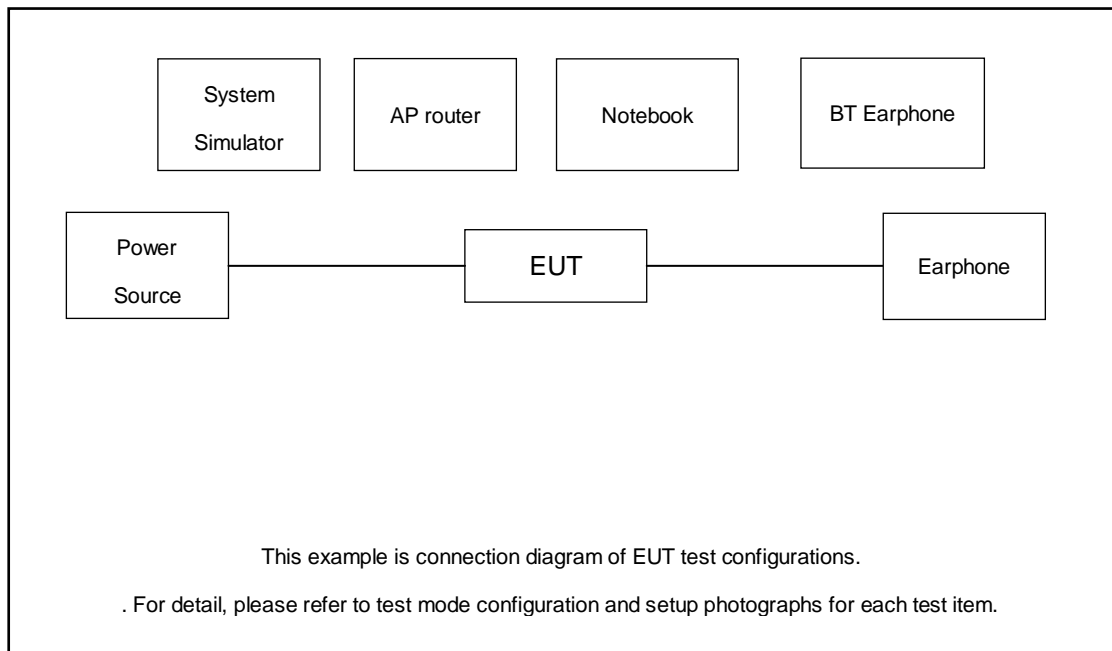 System
Simulator
AP router
Notebook
BT Earphone
Power
Source
EUT
Earphone
This example is connection diagram of EUT test configurations.
. For detail, please refer to test mode configuration and setup photographs for each test item.